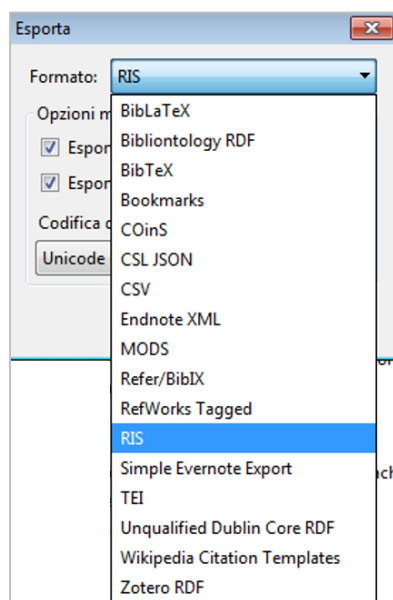 Esporta
Formato: RIS
Opzioni m
BibLaTeX
Bibliontology RDF
Espor
BibTeX
Espor
Bookmarks
Codifica
COinS
Unicode
CSL JSON
CSV
Endnote XML
MODS
Refer/BibIX
RefWorks Tagged
RIS
Simple Evernote Export
TEI
Unqualified Dublin Core RDF
Wikipedia Citation Templates
Zotero RDF